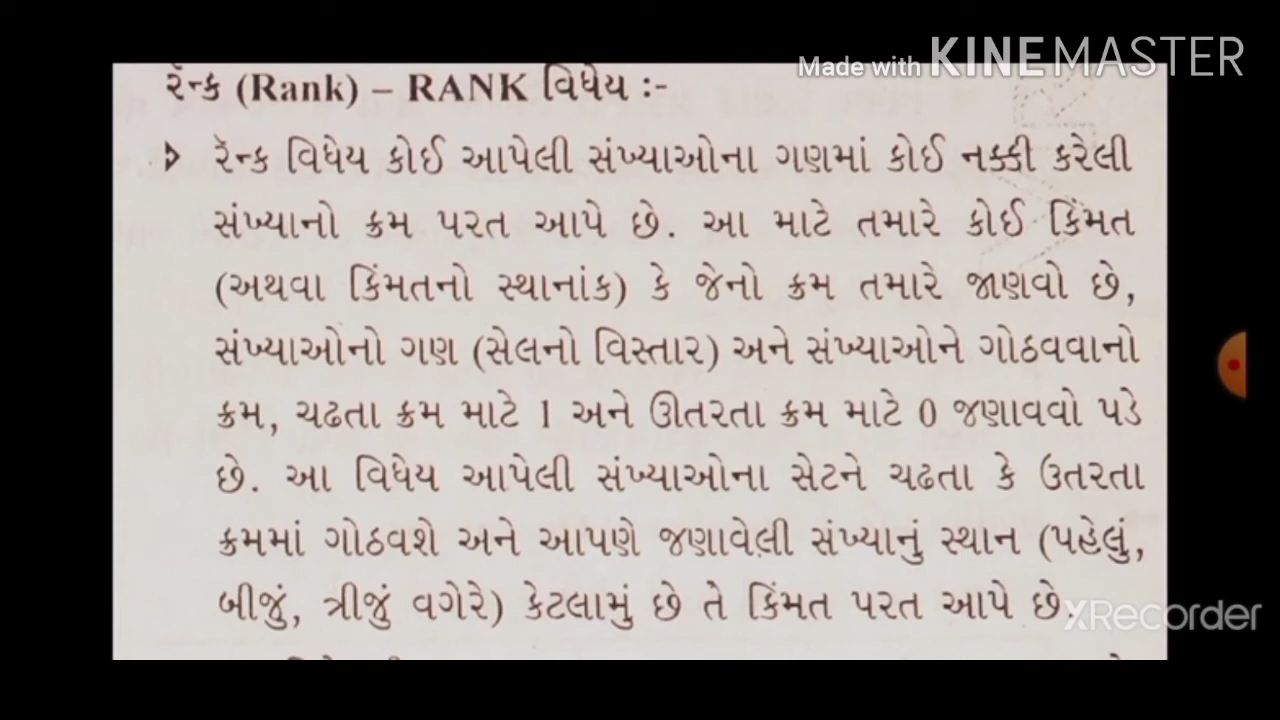 Made with KINEMASTER
રૅન્ક (Rank) – RANK વિધેય :-
રૅન્ક વિધેય કોઈ આપેલી સંખ્યાઓના ગણમાં કોઈ નક્કી કરેલી
સંખ્યાનો ક્રમ પરત આપે છે. આ માટે તમારે કોઈ કિંમત
(અથવા કિંમતનો સ્થાનાંક) કે જેનો ક્રમ તમારે જાણવો છે,
સંખ્યાઓનો ગણ (સેલનો વિસ્તાર) અને સંખ્યાઓને ગોઠવવાનો
ક્રમ, ચઢતા ક્રમ માટે 1 અને ઊતરતા ક્રમ માટે 0 જણાવવો પડે
છે. આ વિધેય આપેલી સંખ્યાઓના સેટને ચઢતા કે ઉતરતા
ક્રમમાં ગોઠવશે અને આપણે જણાવેલી સંખ્યાનું સ્થાન (પહેલું,
બીજું, ત્રીજું વગેરે) કેટલામું છે તે કિંમત પરત આપે છે.
XRecorder